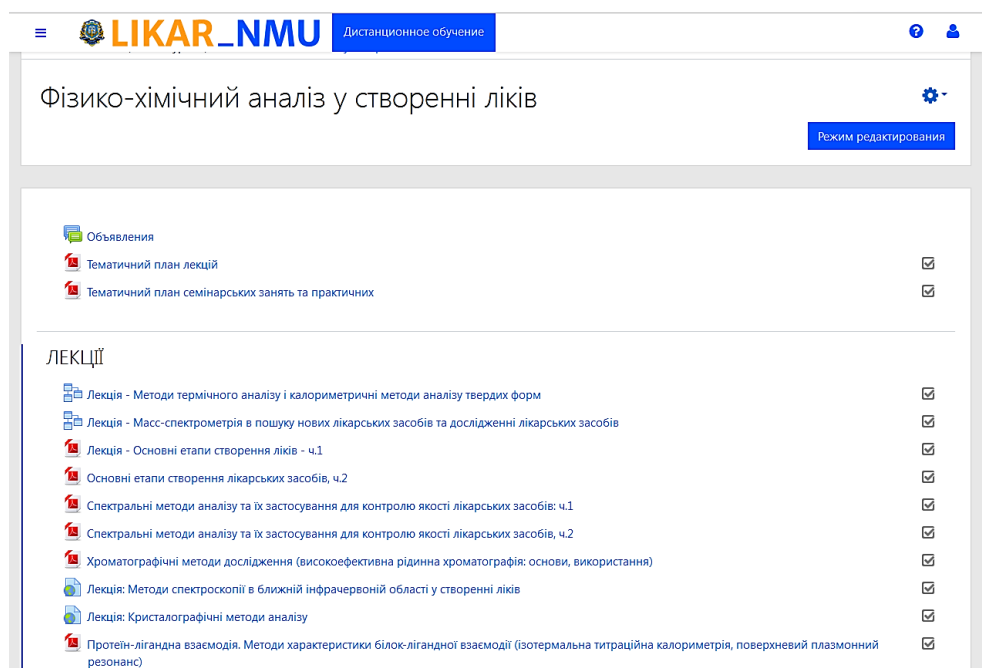 LIKAR_NMU
Дистанционное обучение
Фізико-хімічний аналіз у створенні ліків
Режим редактирования
Объявления
Тематичний план лекцій
Тематичний план семінарських занять та практичних
ЛЕКЦІЇ
Лекція - Методи термічного аналізу і калориметричні методи аналізу твердих форм
Лекція - Масс-спектрометрія в пошуку нових лікарських засобів та дослідженні лікарських засобів
Лекція - Основні етапи створення ліків - ч.1
Основні етапи створення лікарських засобів, ч.2
Спектральні методи аналізу та їх застосування для контролю якості лікарських засобів: ч.1
Спектральні методи аналізу та їх застосування для контролю якості лікарських засобів, ч.2
Хроматографічні методи дослідження (високоефективна рідинна хроматографія: основи, використання)
Лекція: Методи спектроскопії в ближній інфрачервоній області у створенні ліків
Лекція: Кристалографічні методи аналізу
Протеїн-лігандна взаємодія. Методи характеристики білок-лігандної взаємодії (ізотермальна титраційна калориметрія, поверхневий плазмонний
резонанс)